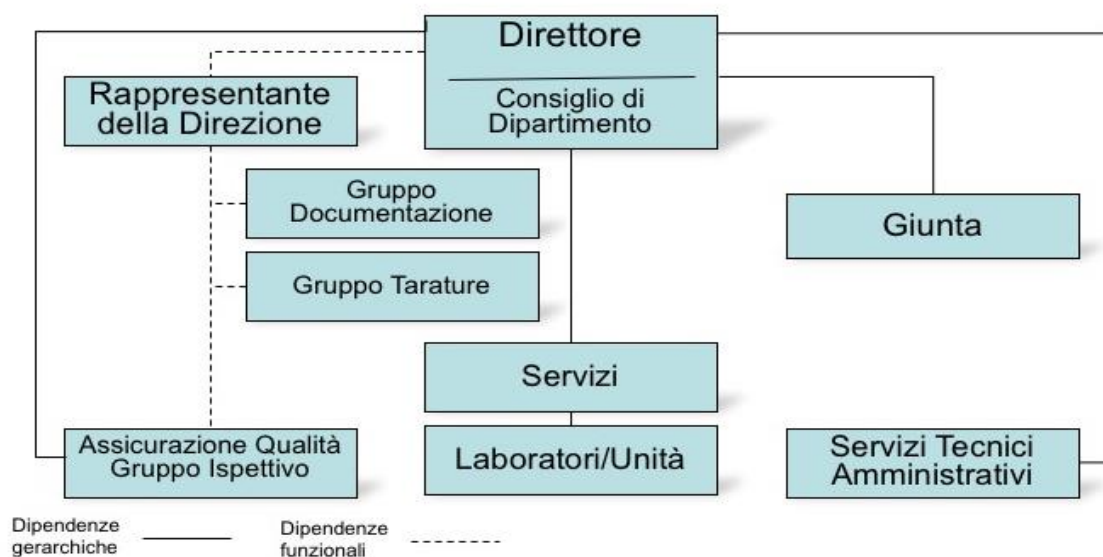 Direttore
Consiglio di
Dipartimento
Rappresentante
della Direzione
Gruppo
Documentazione
Giunta
Gruppo Tarature
Servizi
Assicurazione Qualità
Gruppo Ispettivo
Laboratori/Unità
Servizi Tecnici
Amministrativi
Dipendenze
gerarchiche
Dipendenze
funzionali